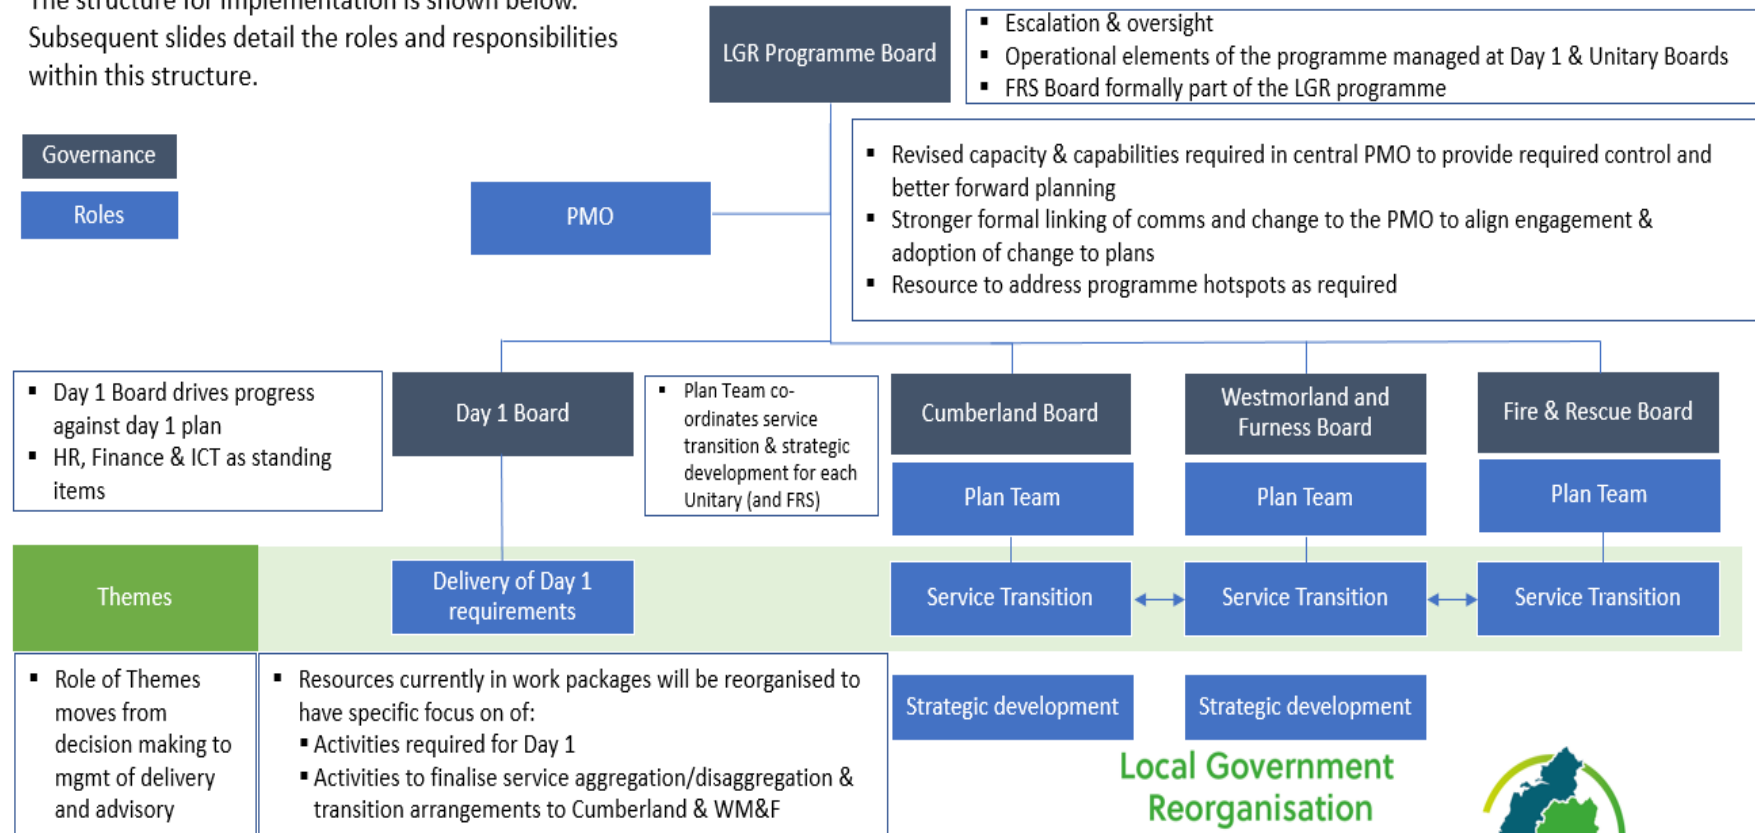 The structure for implementation is shown below.
Subsequent slides detail the roles and responsibilities
within this structure.
LGR Programme Board
▪ Escalation & oversight
▪ Operational elements of the programme managed at Day 1 & Unitary Boards
▪ FRS Board formally part of the LGR programme
Governance
Roles
PMO
▪ Revised capacity & capabilities required in central PMO to provide required control and
better forward planning
▪ Stronger formal linking of comms and change to the PMO to align engagement &
adoption of change to plans
▪ Resource to address programme hotspots as required
▪ Day 1 Board drives progress
against day 1 plan
▪ HR, Finance & ICT as standing
items
Day 1 Board
▪ Plan Team co-
ordinates service
transition & strategic
development for each
Unitary (and FRS)
Cumberland Board
Westmorland and
Furness Board
Fire & Rescue Board
Plan Team
Plan Team
Plan Team
Themes
Delivery of Day 1
requirements
Service Transition
Service Transition
Service Transition
▪ Role of Themes
moves from
decision making to
mgmt of delivery
and advisory
▪ Resources currently in work packages will be reorganised to
have specific focus on of:
▪ Activities required for Day 1
▪ Activities to finalise service aggregation/disaggregation &
transition arrangements to Cumberland & WM&F
Strategic development
Strategic development
Local Government
Reorganisation